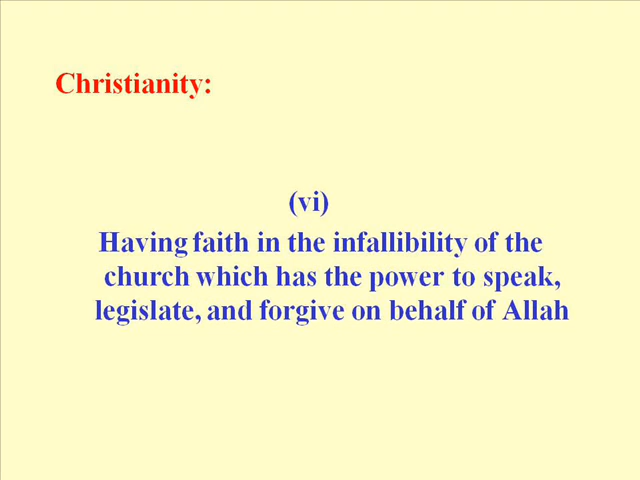 Christianity:
(vi)
Having faith in the infallibility of the
church which has the power to speak,
legislate, and forgive on behalf of Allah